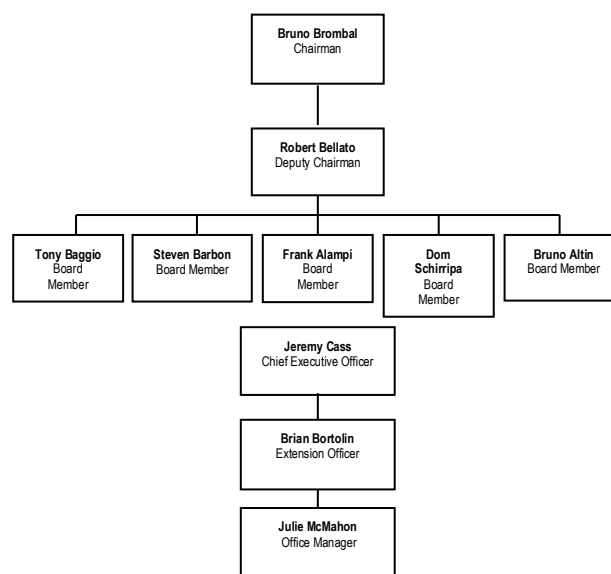 Bruno Brombal
Chairman
Robert Bellato
Deputy Chairman
Tony Baggio
Board
Member
Steven Barbon
Board Member
Frank Alampi
Board
Member
Dom
Schirripa
Board
Member
Bruno Altin
Board Member
Jeremy Cass
Chief Executive Officer
Brian Bortolin
Extension Officer
Julie McMahon
Office Manager